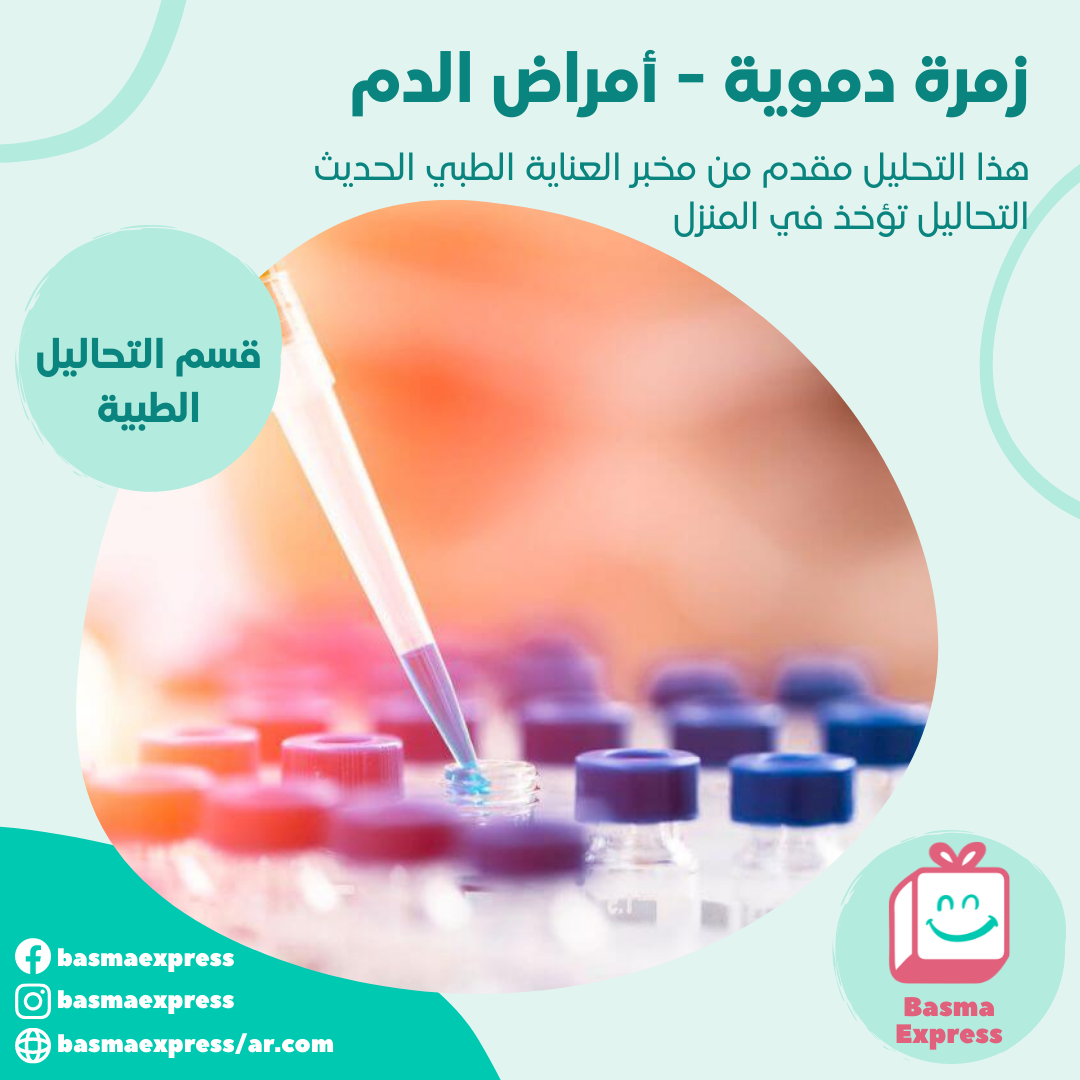 زمرة دموية - أمراض الدم
هذا التحليل مقدم من مخبر العناية الطبي الحديث
التحاليل تؤخذ في المنزل
قسم التحاليل
الطبية
basmaexpress
basmaexpress
basmaexpress/ar.com
Basma
Express